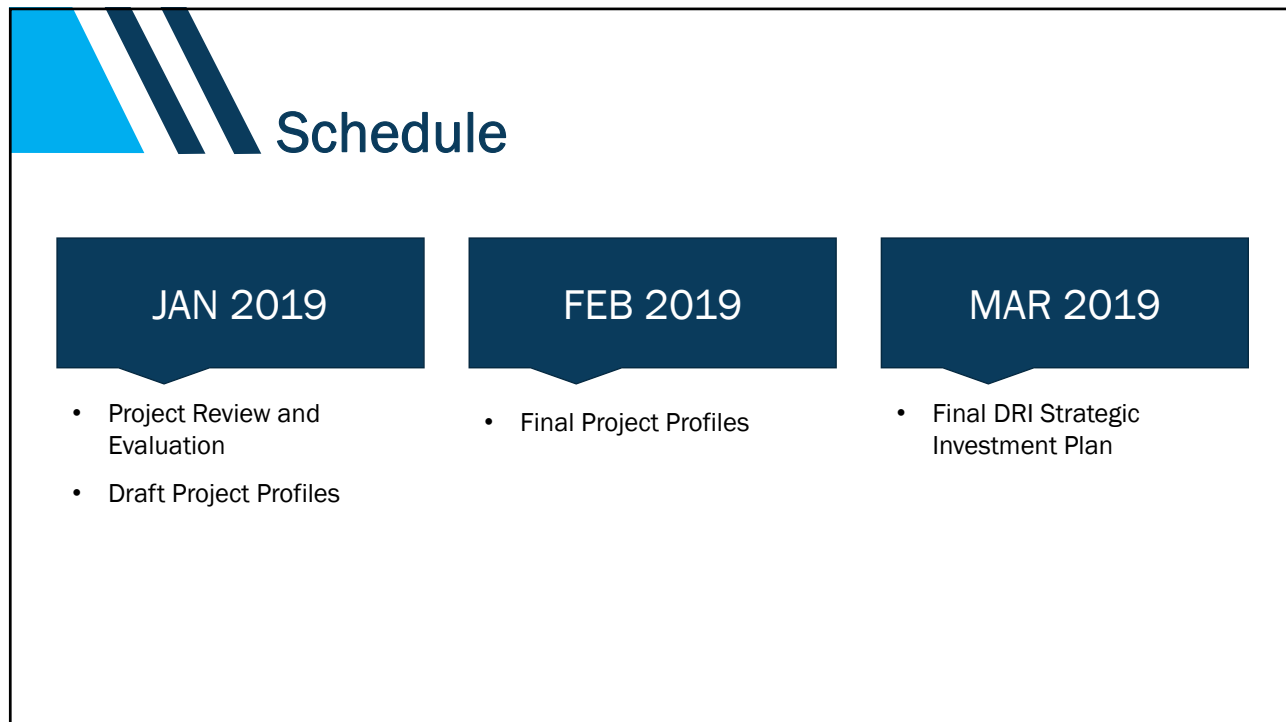 Schedule
JAN 2019
• Project Review and
Evaluation
• Draft Project Profiles
FEB 2019
• Final Project Profiles
MAR 2019
• Final DRI Strategic
Investment Plan